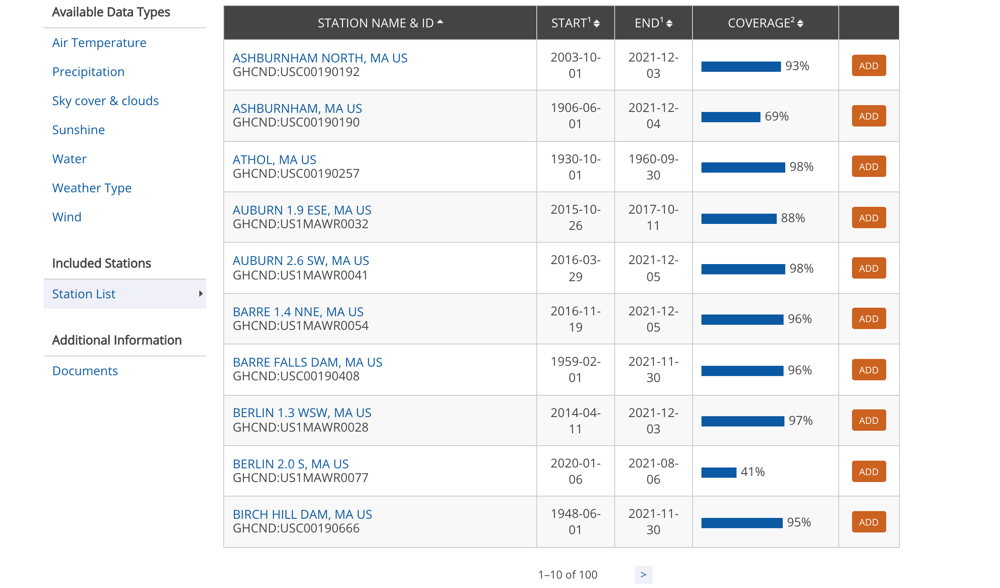 Available Data Types
Air Temperature
Precipitation
Sky cover & clouds
Sunshine
Water
Weather Type
Wind
Included Stations
Station List
Additional Information
Documents
STATION NAME & ID START¹ END¹ COVERAGE²
ASHBURNHAM NORTH, MA US
GHCND:USC00190192
2003-10-
01
2021-12-
03
93%
ADD
ASHBURNHAM, MA US
GHCND:USC00190190
1906-06-
01
2021-12-
04
69%
ADD
ATHOL, MA US
GHCND:USC00190257
1930-10-
01
1960-09-
30
98%
ADD
AUBURN 1.9 ESE, MA US
GHCND:US1MAWR0032
2015-10-
26
2017-10-
11
88%
ADD
AUBURN 2.6 SW, MA US
GHCND:US1MAWR0041
2016-03-
29
2021-12-
05
98%
ADD
BARRE 1.4 NNE, MA US
GHCND:US1MAWR0054
2016-11-
19
2021-12-
05
96%
ADD
BARRE FALLS DAM, MA US
GHCND:USC00190408
1959-02-
01
2021-11-
30
96%
ADD
BERLIN 1.3 WSW, MA US
GHCND:US1MAWR0028
2014-04-
11
2021-12-
03
97%
ADD
BERLIN 2.0 S, MA US
GHCND:US1MAWR0077
2020-01-
06
2021-08-
06
41%
ADD
BIRCH HILL DAM, MA US
GHCND:USC00190666
1948-06-
01
2021-11-
30
95%
ADD
1–10 of 100 >